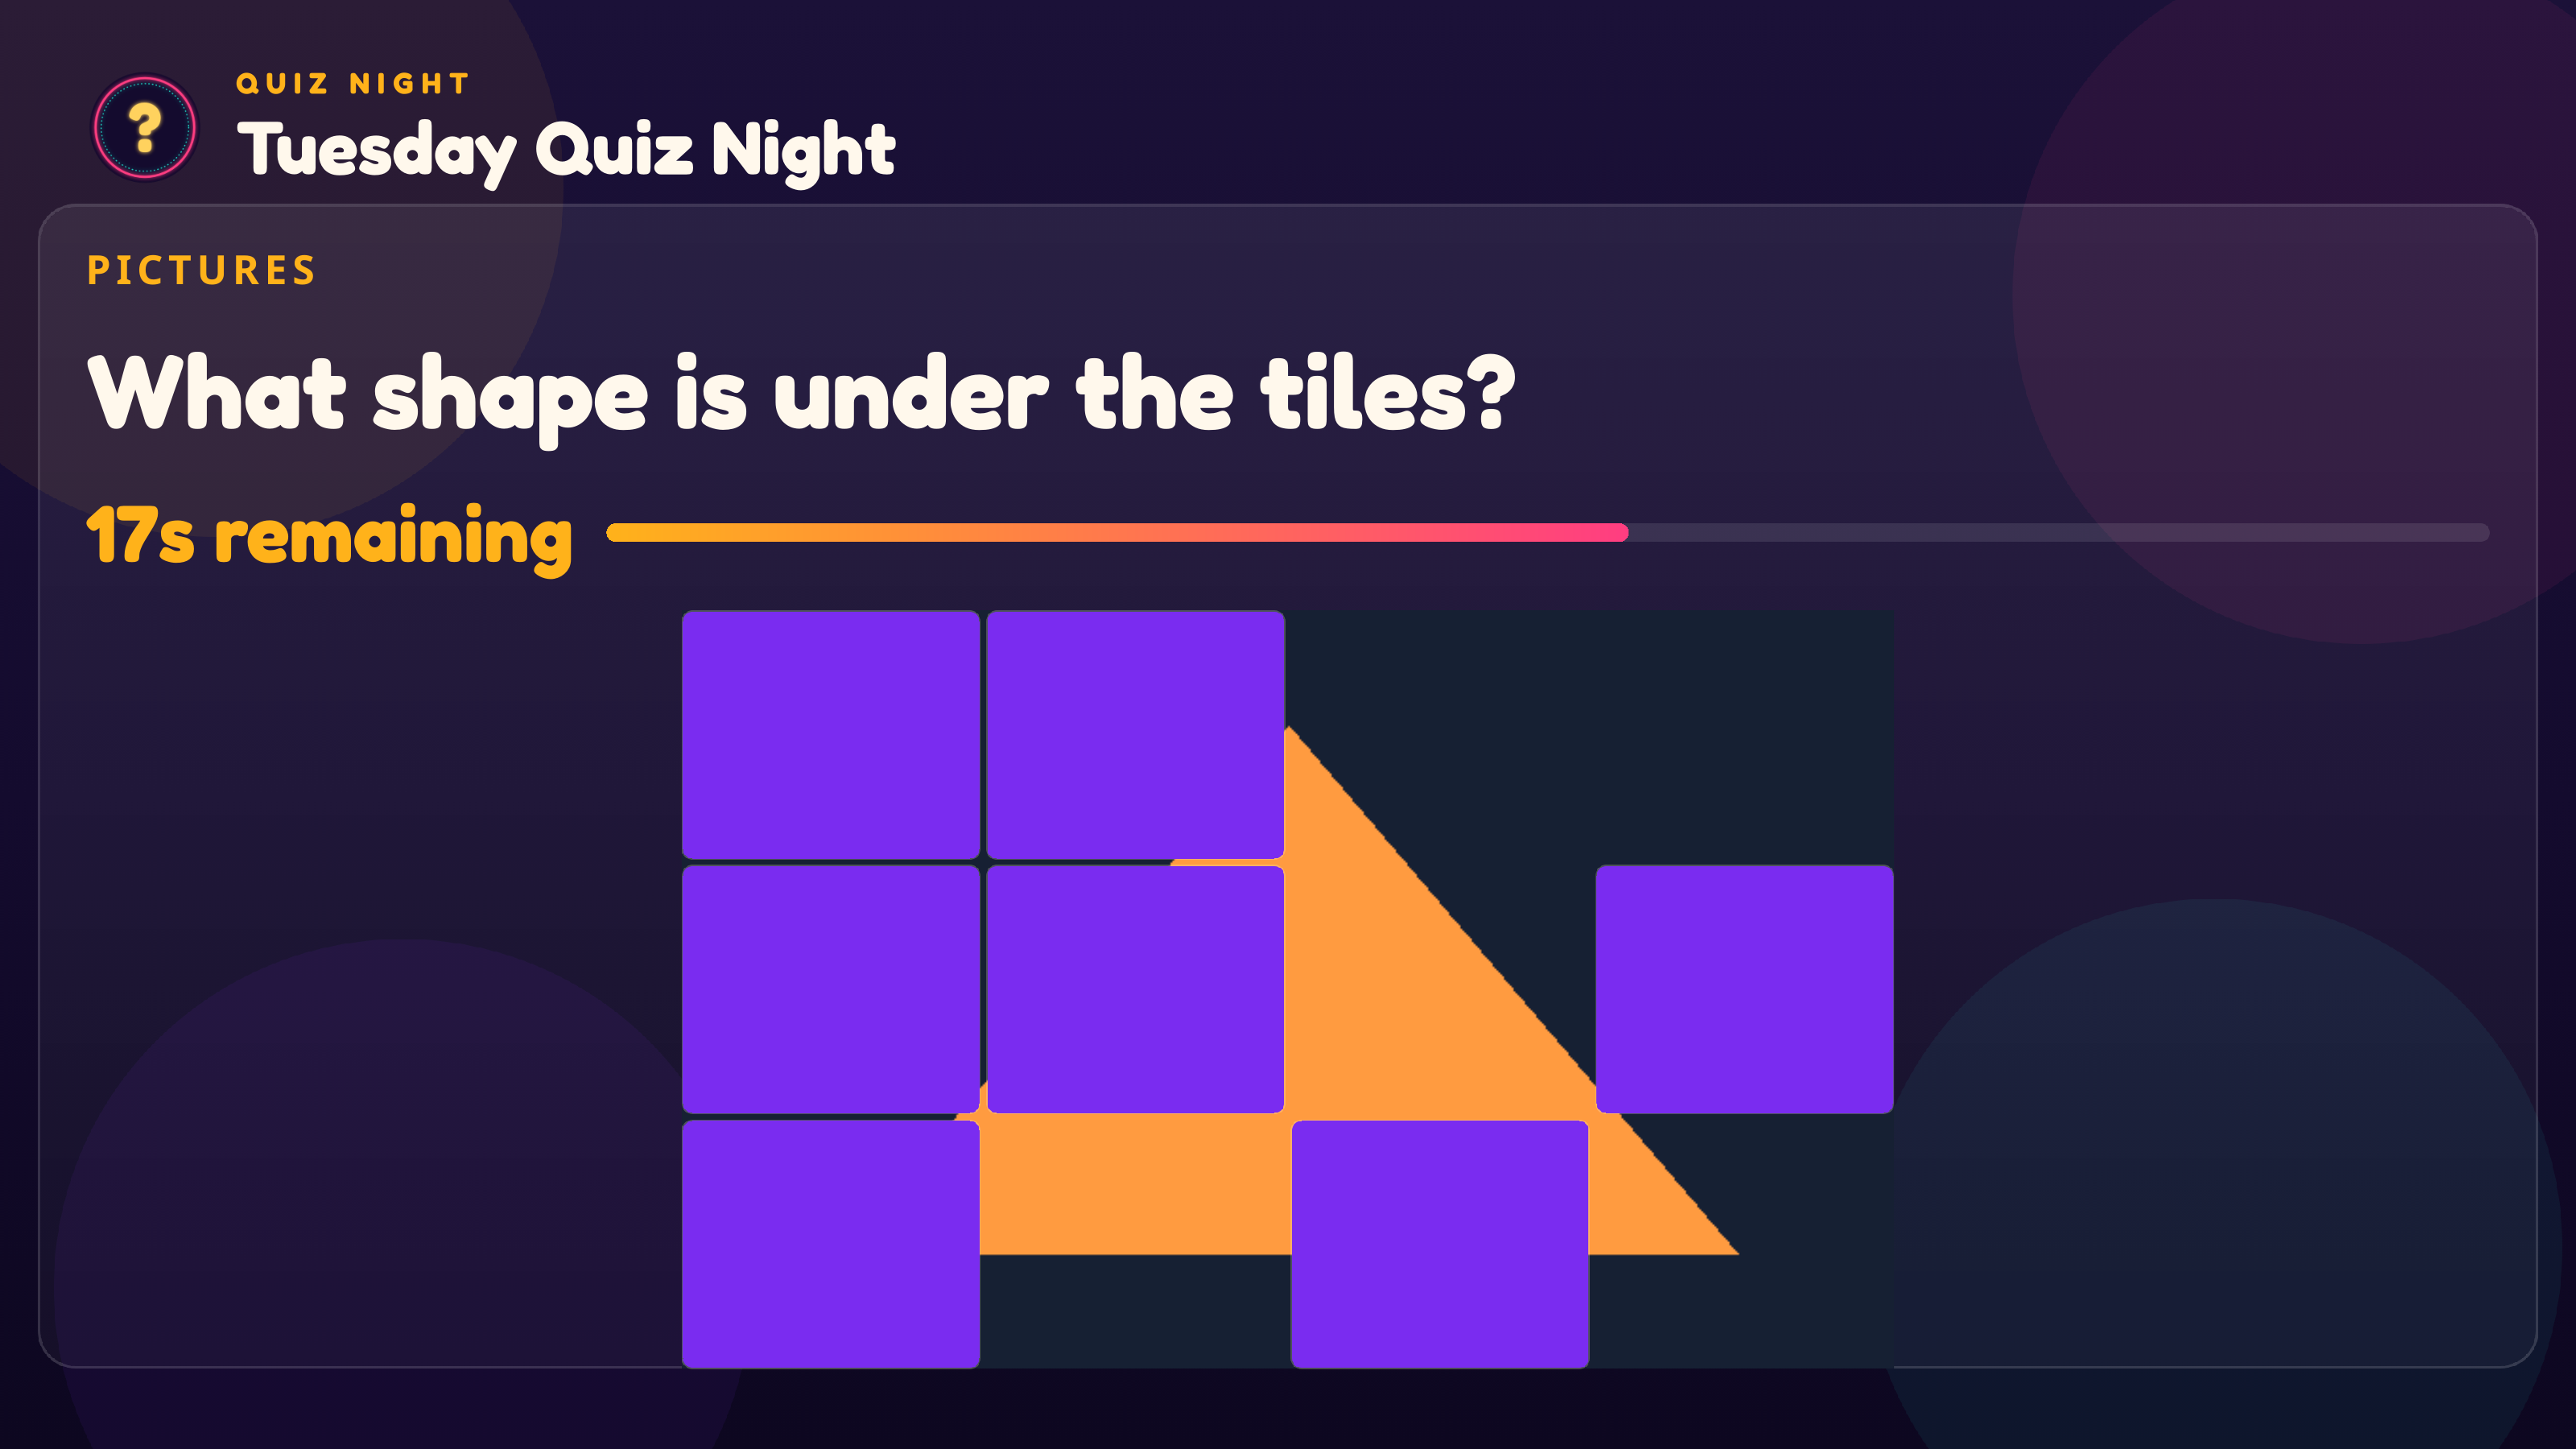 ?
QUIZ NIGHT
Tuesday Quiz Night
PICTURES
What shape is under the tiles?
17s remaining